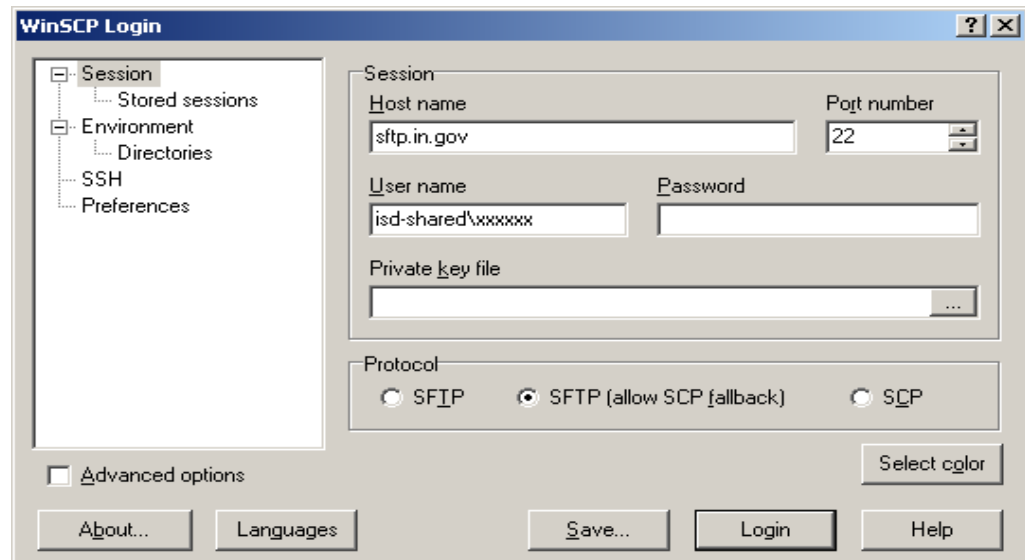 WinSCP Login
Session
Stored sessions
Environment
Directories
SSH
Preferences
Session
Host name
Port number
sftp.in.gov
22
User name
Password
isd-shared\xxxxxx
Private key file
...
Protocol
SFTP
SFTP (allow SCP fallback)
SCP
Advanced options
Select color
About...
Languages
Save...
Login
Help